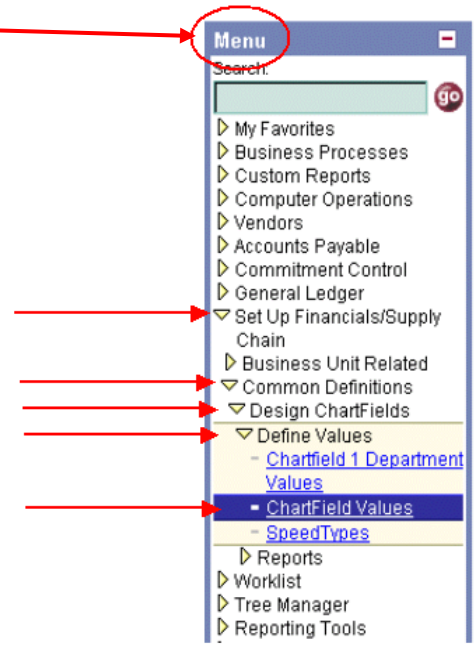 Menu
Search:
go
My Favorites
Business Processes
Custom Reports
Computer Operations
Vendors
Accounts Payable
Commitment Control
General Ledger
Set Up Financials/Supply
Chain
Business Unit Related
Common Definitions
Design ChartFields
Define Values
- Chartfield 1 Department
Values
- ChartField Values
- SpeedTypes
Reports
Worklist
Tree Manager
Reporting Tools